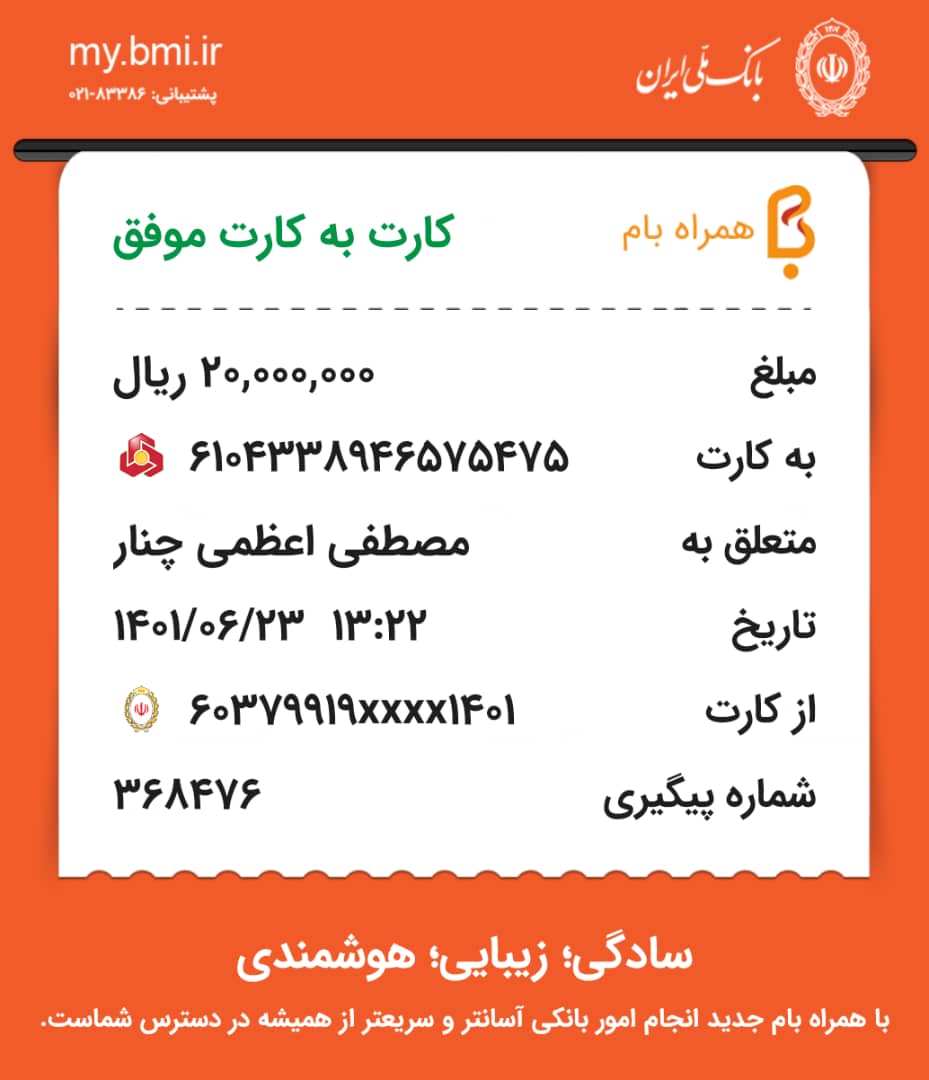 بانک ملّی ایران
my.bmi.ir
پشتیبانی: ۸۳۳۸۶-۰۲۱
همراه بام
کارت به کارت موفق
مبلغ ۲۰,۰۰۰,۰۰۰ ریال
به کارت ۶۱۰۴۳۳۸۹۴۶۵۷۵۴۷۵
متعلق به مصطفی اعظمی چنار
تاریخ ۱۴۰۱/۰۶/۲۳ ۱۳:۲۲
از کارت ۶۰۳۷۹۹۱۹xxxx۱۴۰۱
شماره پیگیری ۳۶۸۴۷۶
سادگی؛ زیبایی؛ هوشمندی
با همراه بام جدید انجام امور بانکی آسانتر و سریعتر از همیشه در دسترس شماست.